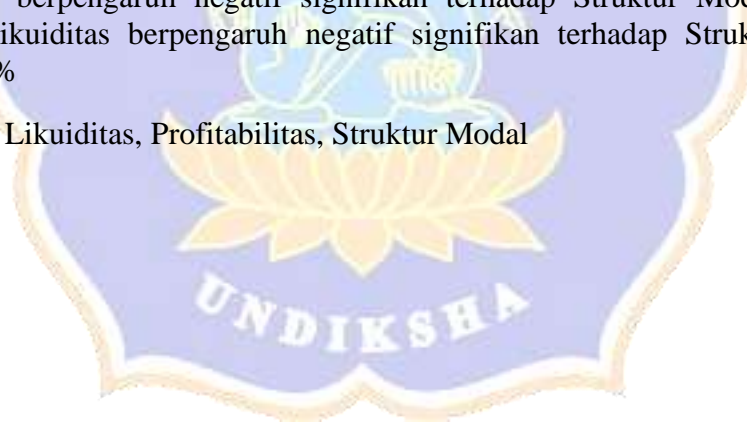 berpengaruh negatif signifikan terhadap Struktur Mod
ikuiditas berpengaruh negatif signifikan terhadap Struk
%
Likuiditas, Profitabilitas, Struktur Modal
UNDIKSHA